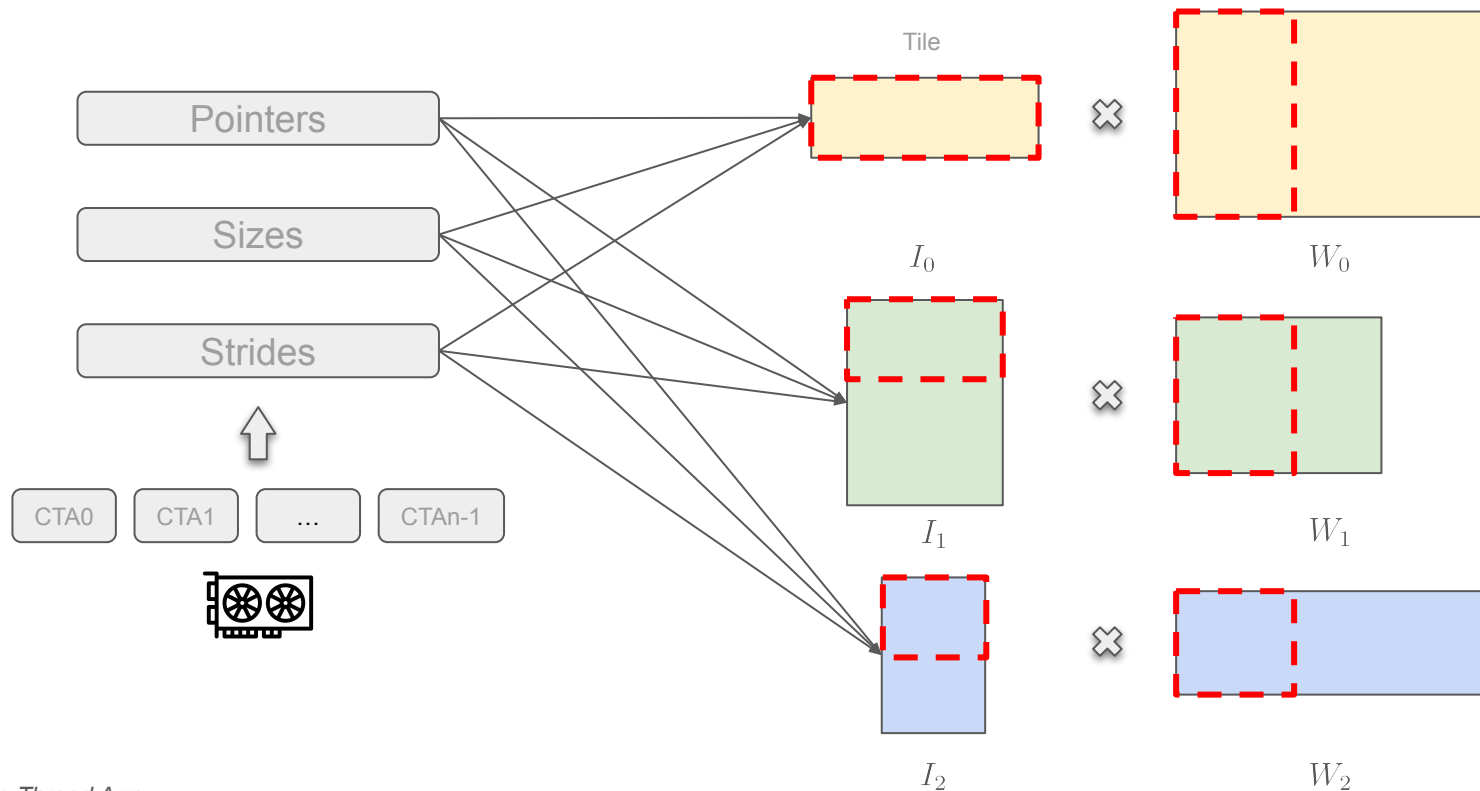 Tile
Pointers
Sizes
Strides
I₀
W₀
I₁
W₁
CTA0
CTA1
...
CTAn-1
I₂
W₂